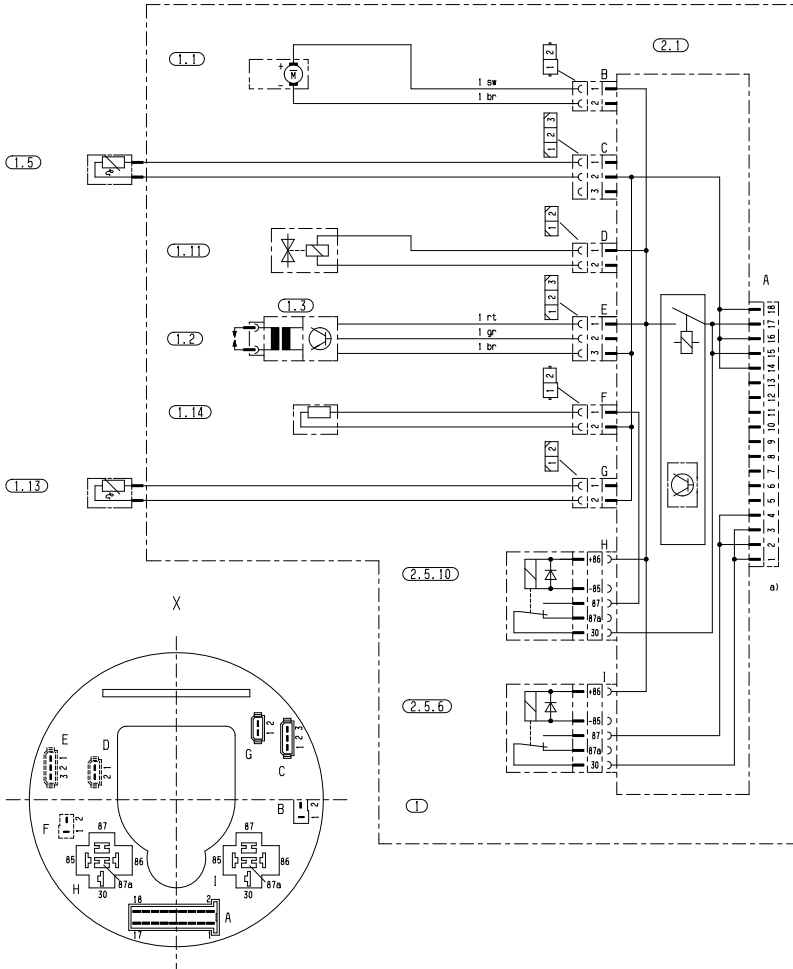 1.1
+
M
-
1 sw
1 br
1 2
B
1
2
2.1
1.5
1 2 3
C
1
2
3
1.11
1 2
D
1
2
A
1.3
1.2
1 rt
1 gr
1 br
1 2 3
E
1
2
3
1.14
1 2
F
1
2
1.13
1 2
G
1
2
18
17
16
15
14
13
12
11
10
9
8
7
6
5
4
3
2
1
a)
2.5.10
H
+86
-85
87
87a
30
2.5.6
I
+86
-85
87
87a
30
1
X
E
3 2 1
D
2 1
G
1 2
C
1 2 3
B
1 2
F
1 2
87
85
86
87a
30
H
87
85
86
87a
30
I
18
2
17
1
A